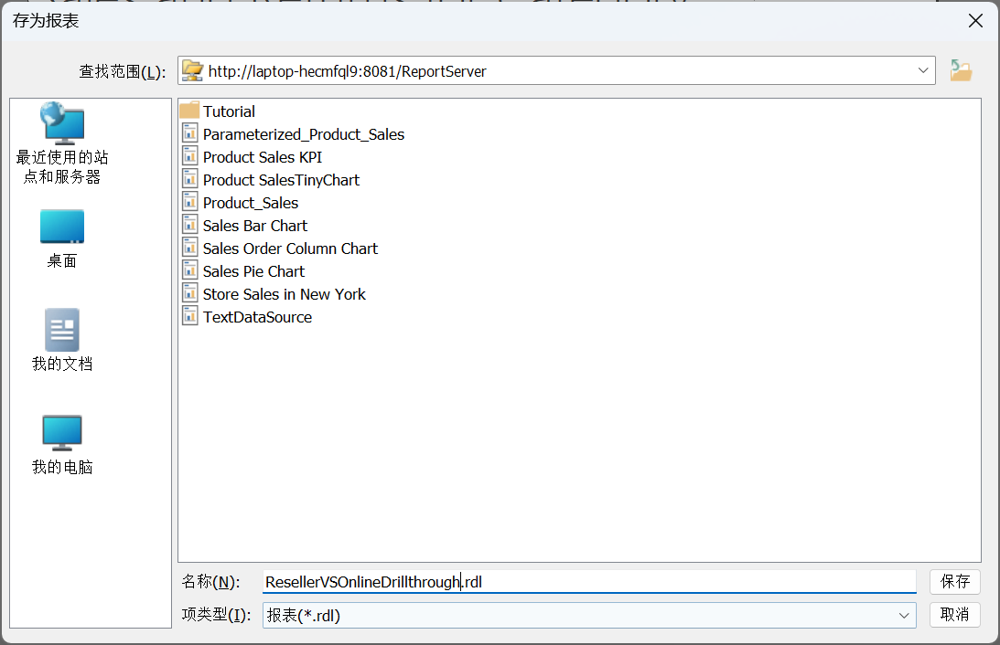 存为报表
查找范围(L):
http://laptop-hecmfql9:8081/ReportServer
最近使用的站
点和服务器
桌面
我的文档
我的电脑
Tutorial
Parameterized_Product_Sales
Product Sales KPI
Product SalesTinyChart
Product_Sales
Sales Bar Chart
Sales Order Column Chart
Sales Pie Chart
Store Sales in New York
TextDataSource
名称(N):
ResellerVSOnlineDrillthrough.rdl
保存
项类型(I):
报表(*.rdl)
取消